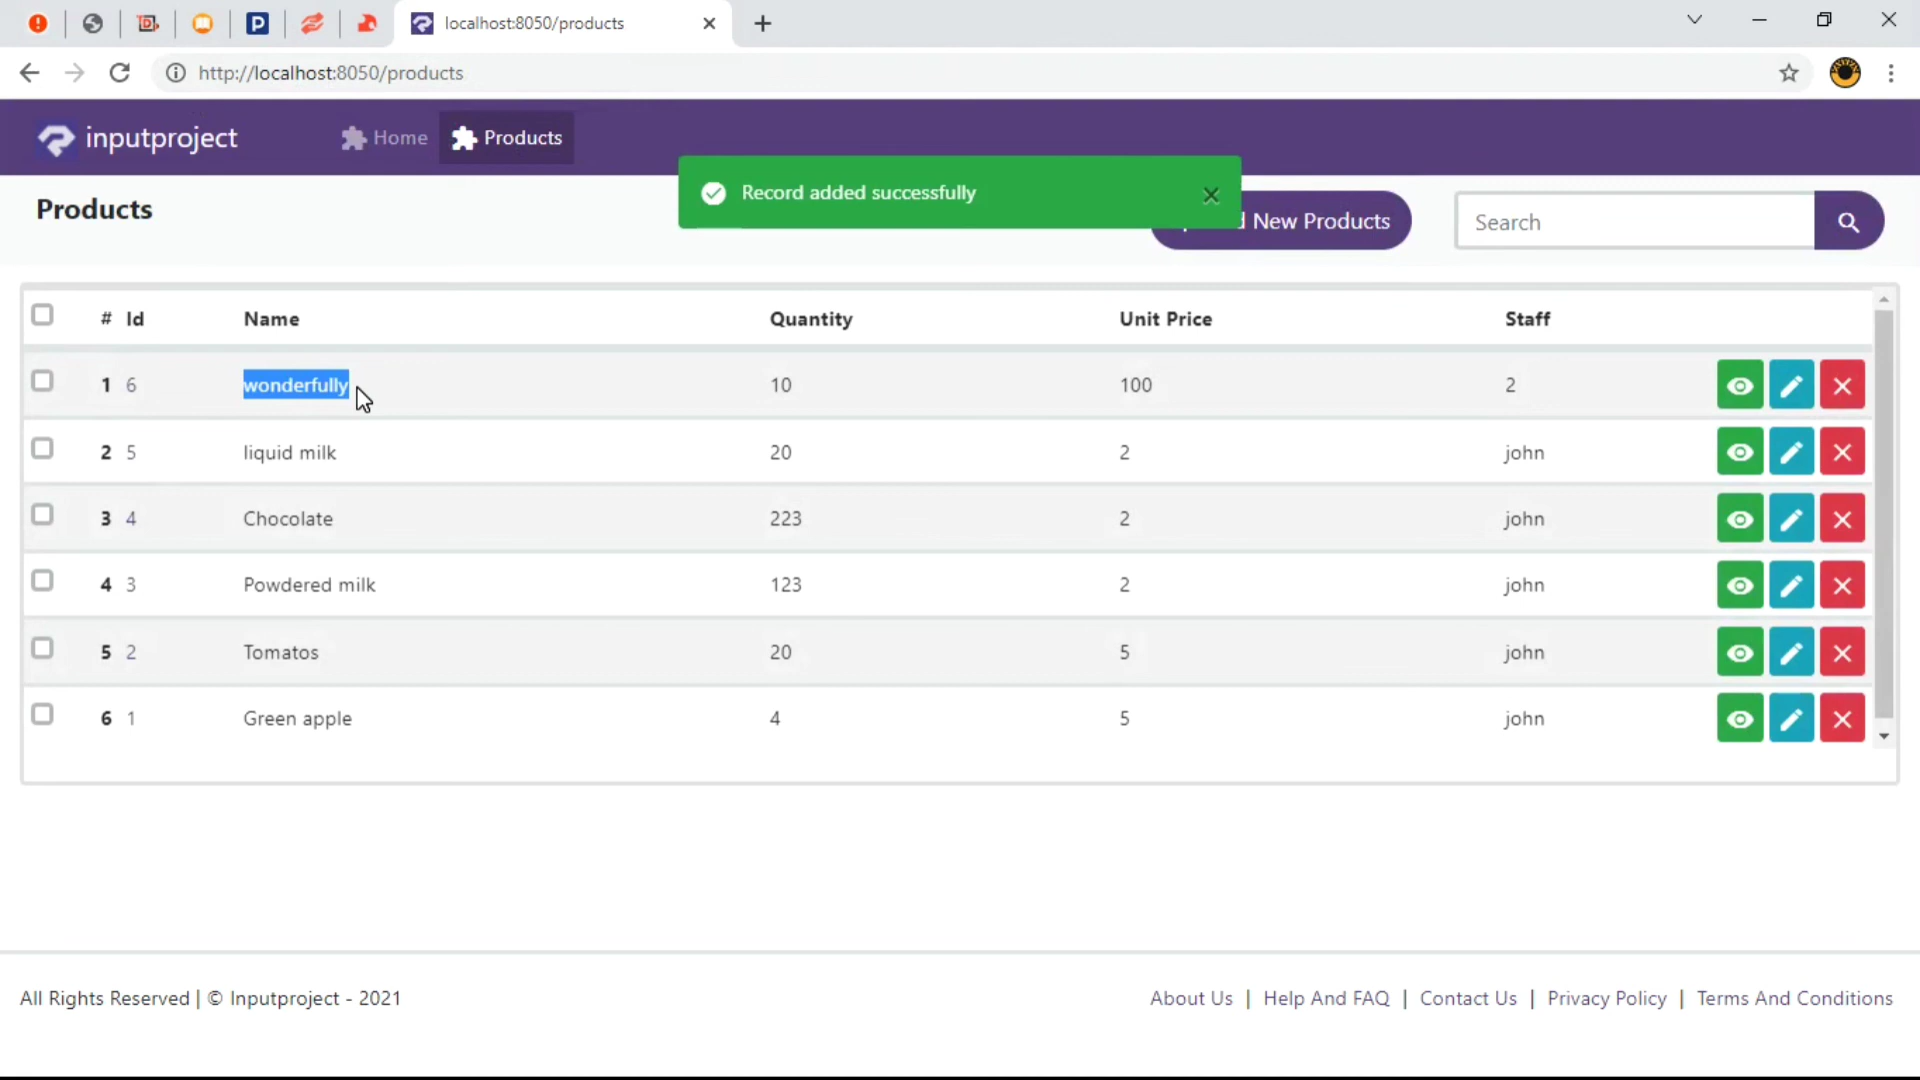 localhost:8050/products
http://localhost:8050/products
inputproject Home Products
Record added successfully
Products
New Products
Search
# Id Name Quantity Unit Price Staff
1 6 wonderfully 10 100 2
2 5 liquid milk 20 2 john
3 4 Chocolate 223 2 john
4 3 Powdered milk 123 2 john
5 2 Tomatos 20 5 john
6 1 Green apple 4 5 john
All Rights Reserved | © Inputproject - 2021
About Us | Help And FAQ | Contact Us | Privacy Policy | Terms And Conditions